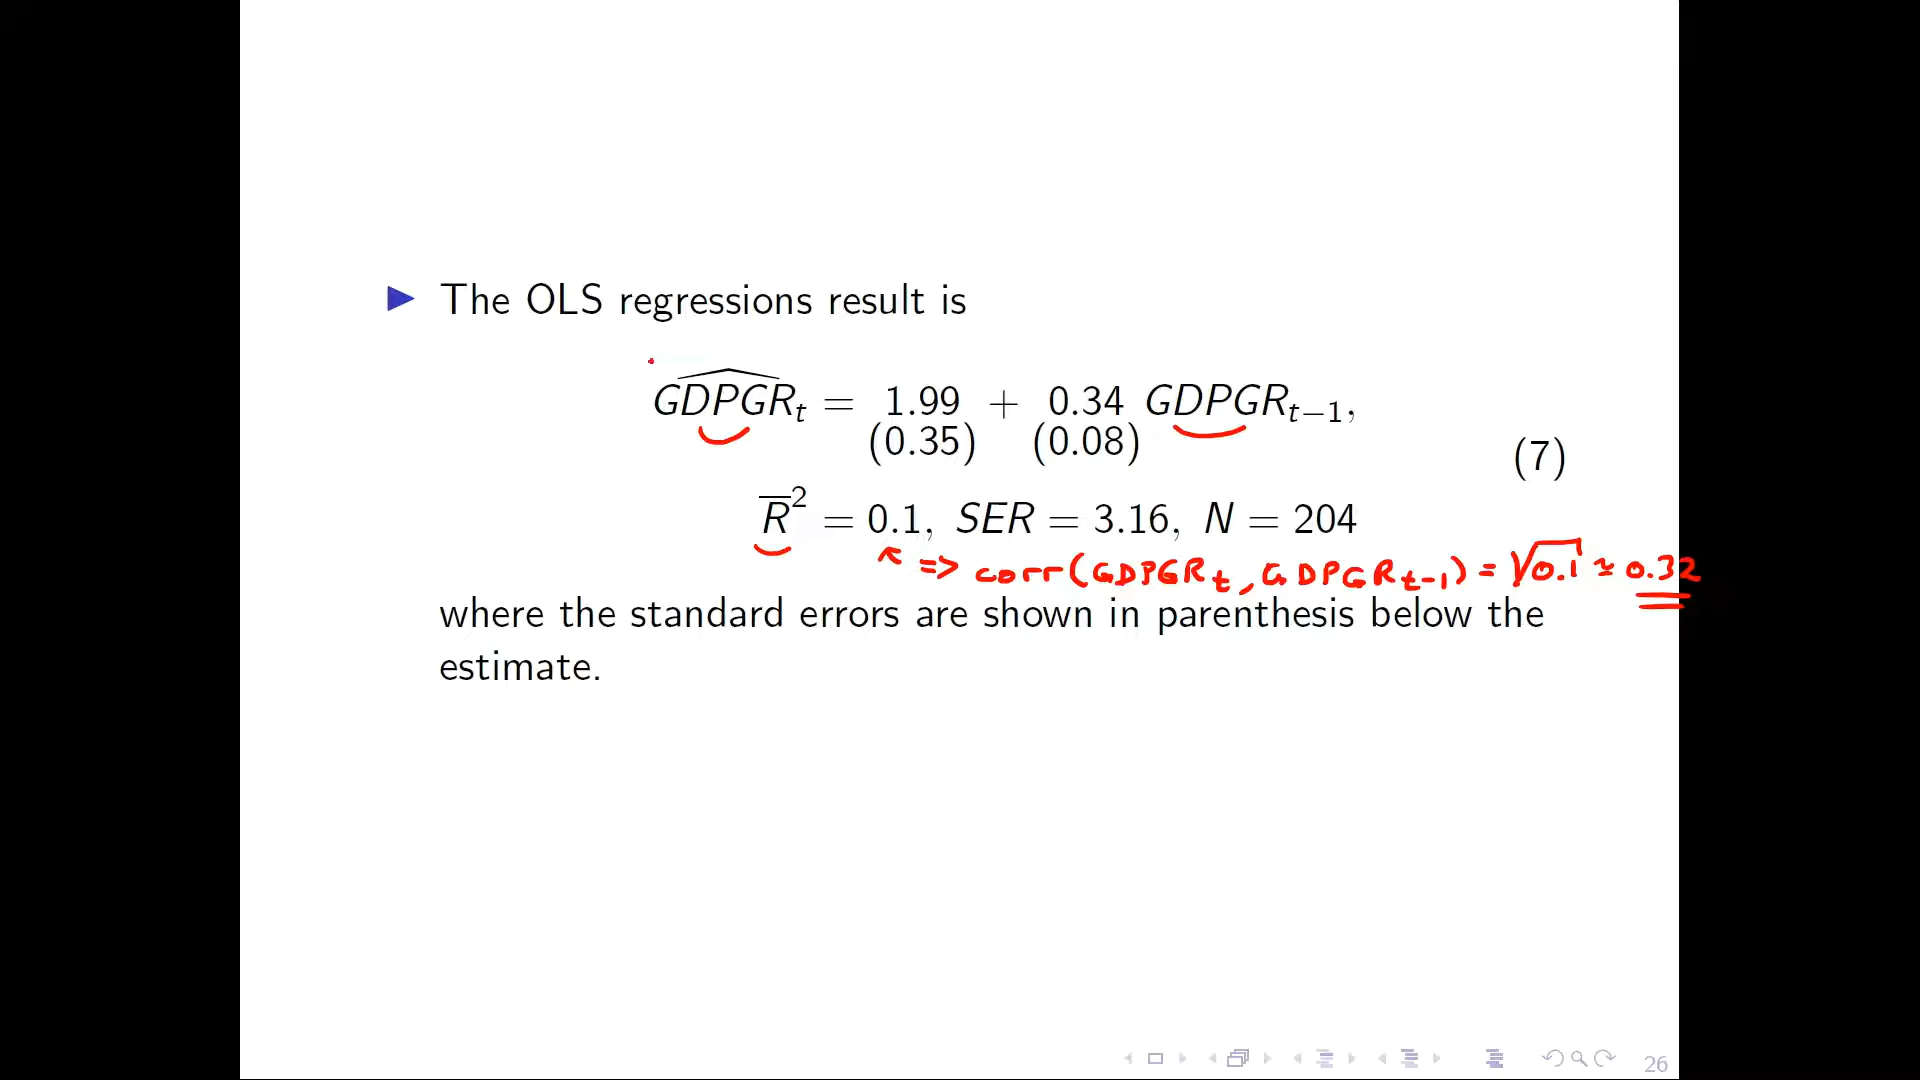 ▶ The OLS regressions result is
GDPGR̂_t = 1.99 + 0.34 GDPGR_{t−1},
(0.35) (0.08)
(7)
R̅² = 0.1, SER = 3.16, N = 204
=> corr(GDPGR_t, GDPGR_{t-1}) = √0.1 ≃ 0.32
where the standard errors are shown in parenthesis below the
estimate.
26